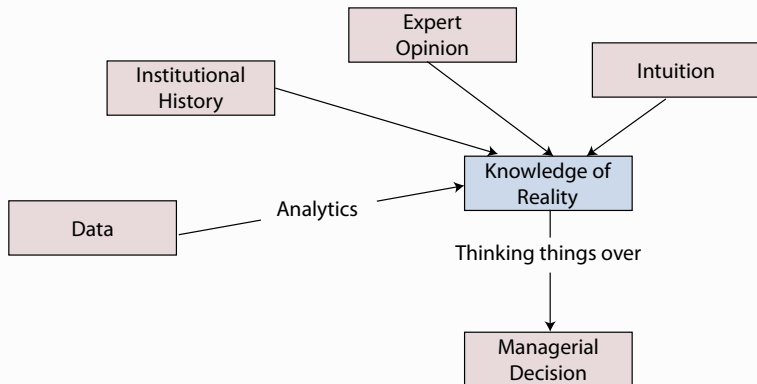 Expert
Opinion
Institutional
History
Intuition
Knowledge of
Reality
Analytics
Data
Thinking things over
Managerial
Decision